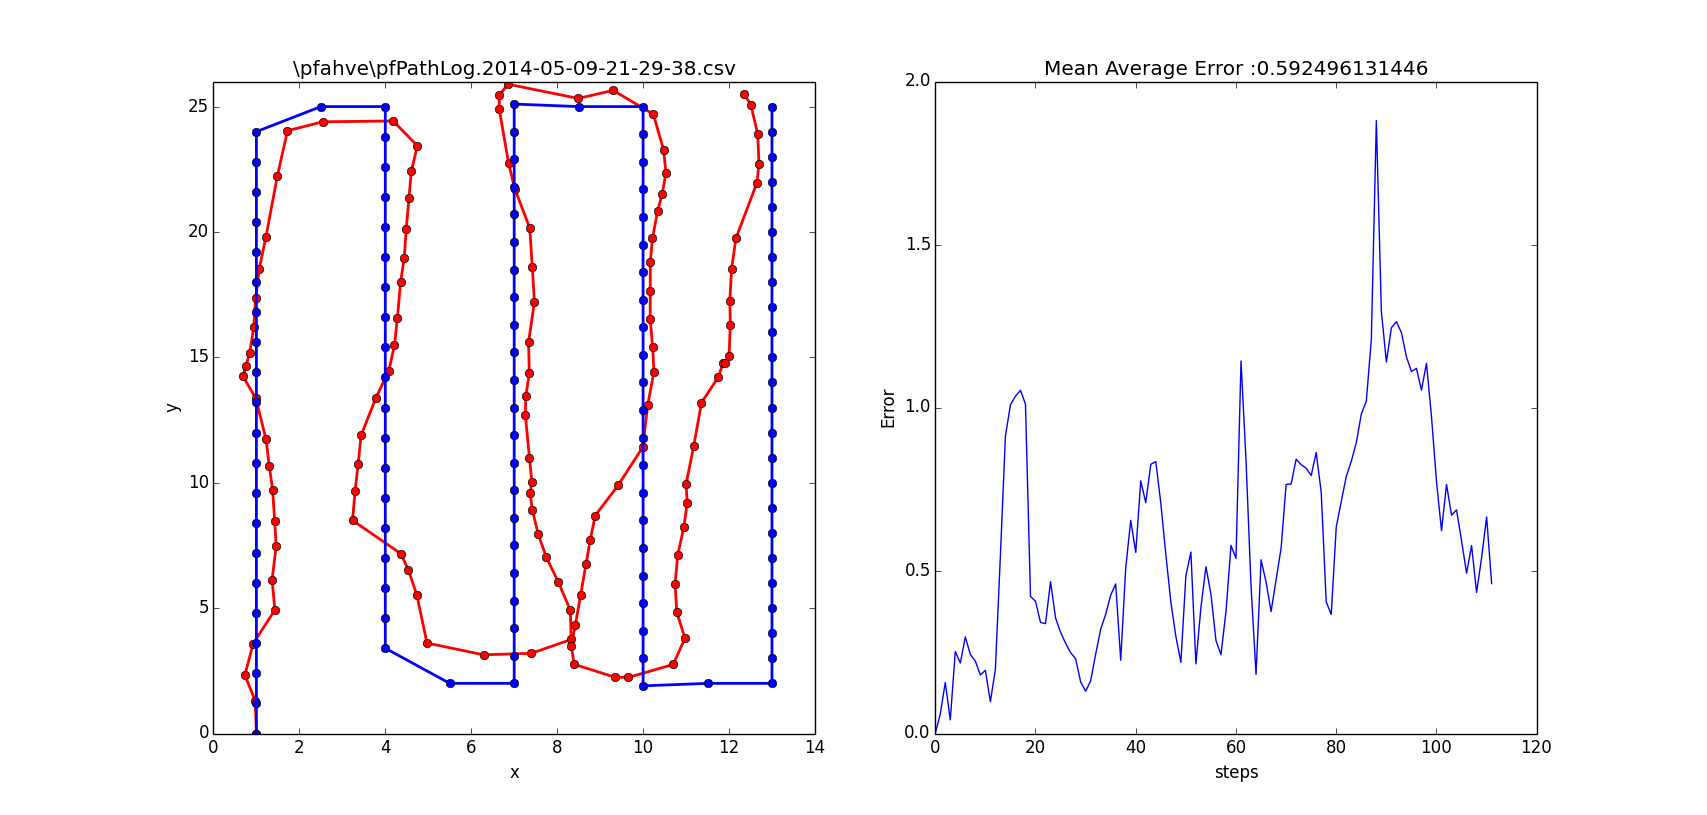 \pfahve\pfPathLog.2014-05-09-21-29-38.csv
25
20
15
10
5
0
y
0 2 4 6 8 10 12 14
x
Mean Average Error :0.592496131446
2.0
1.5
1.0
0.5
0.0
Error
0 20 40 60 80 100 120
steps